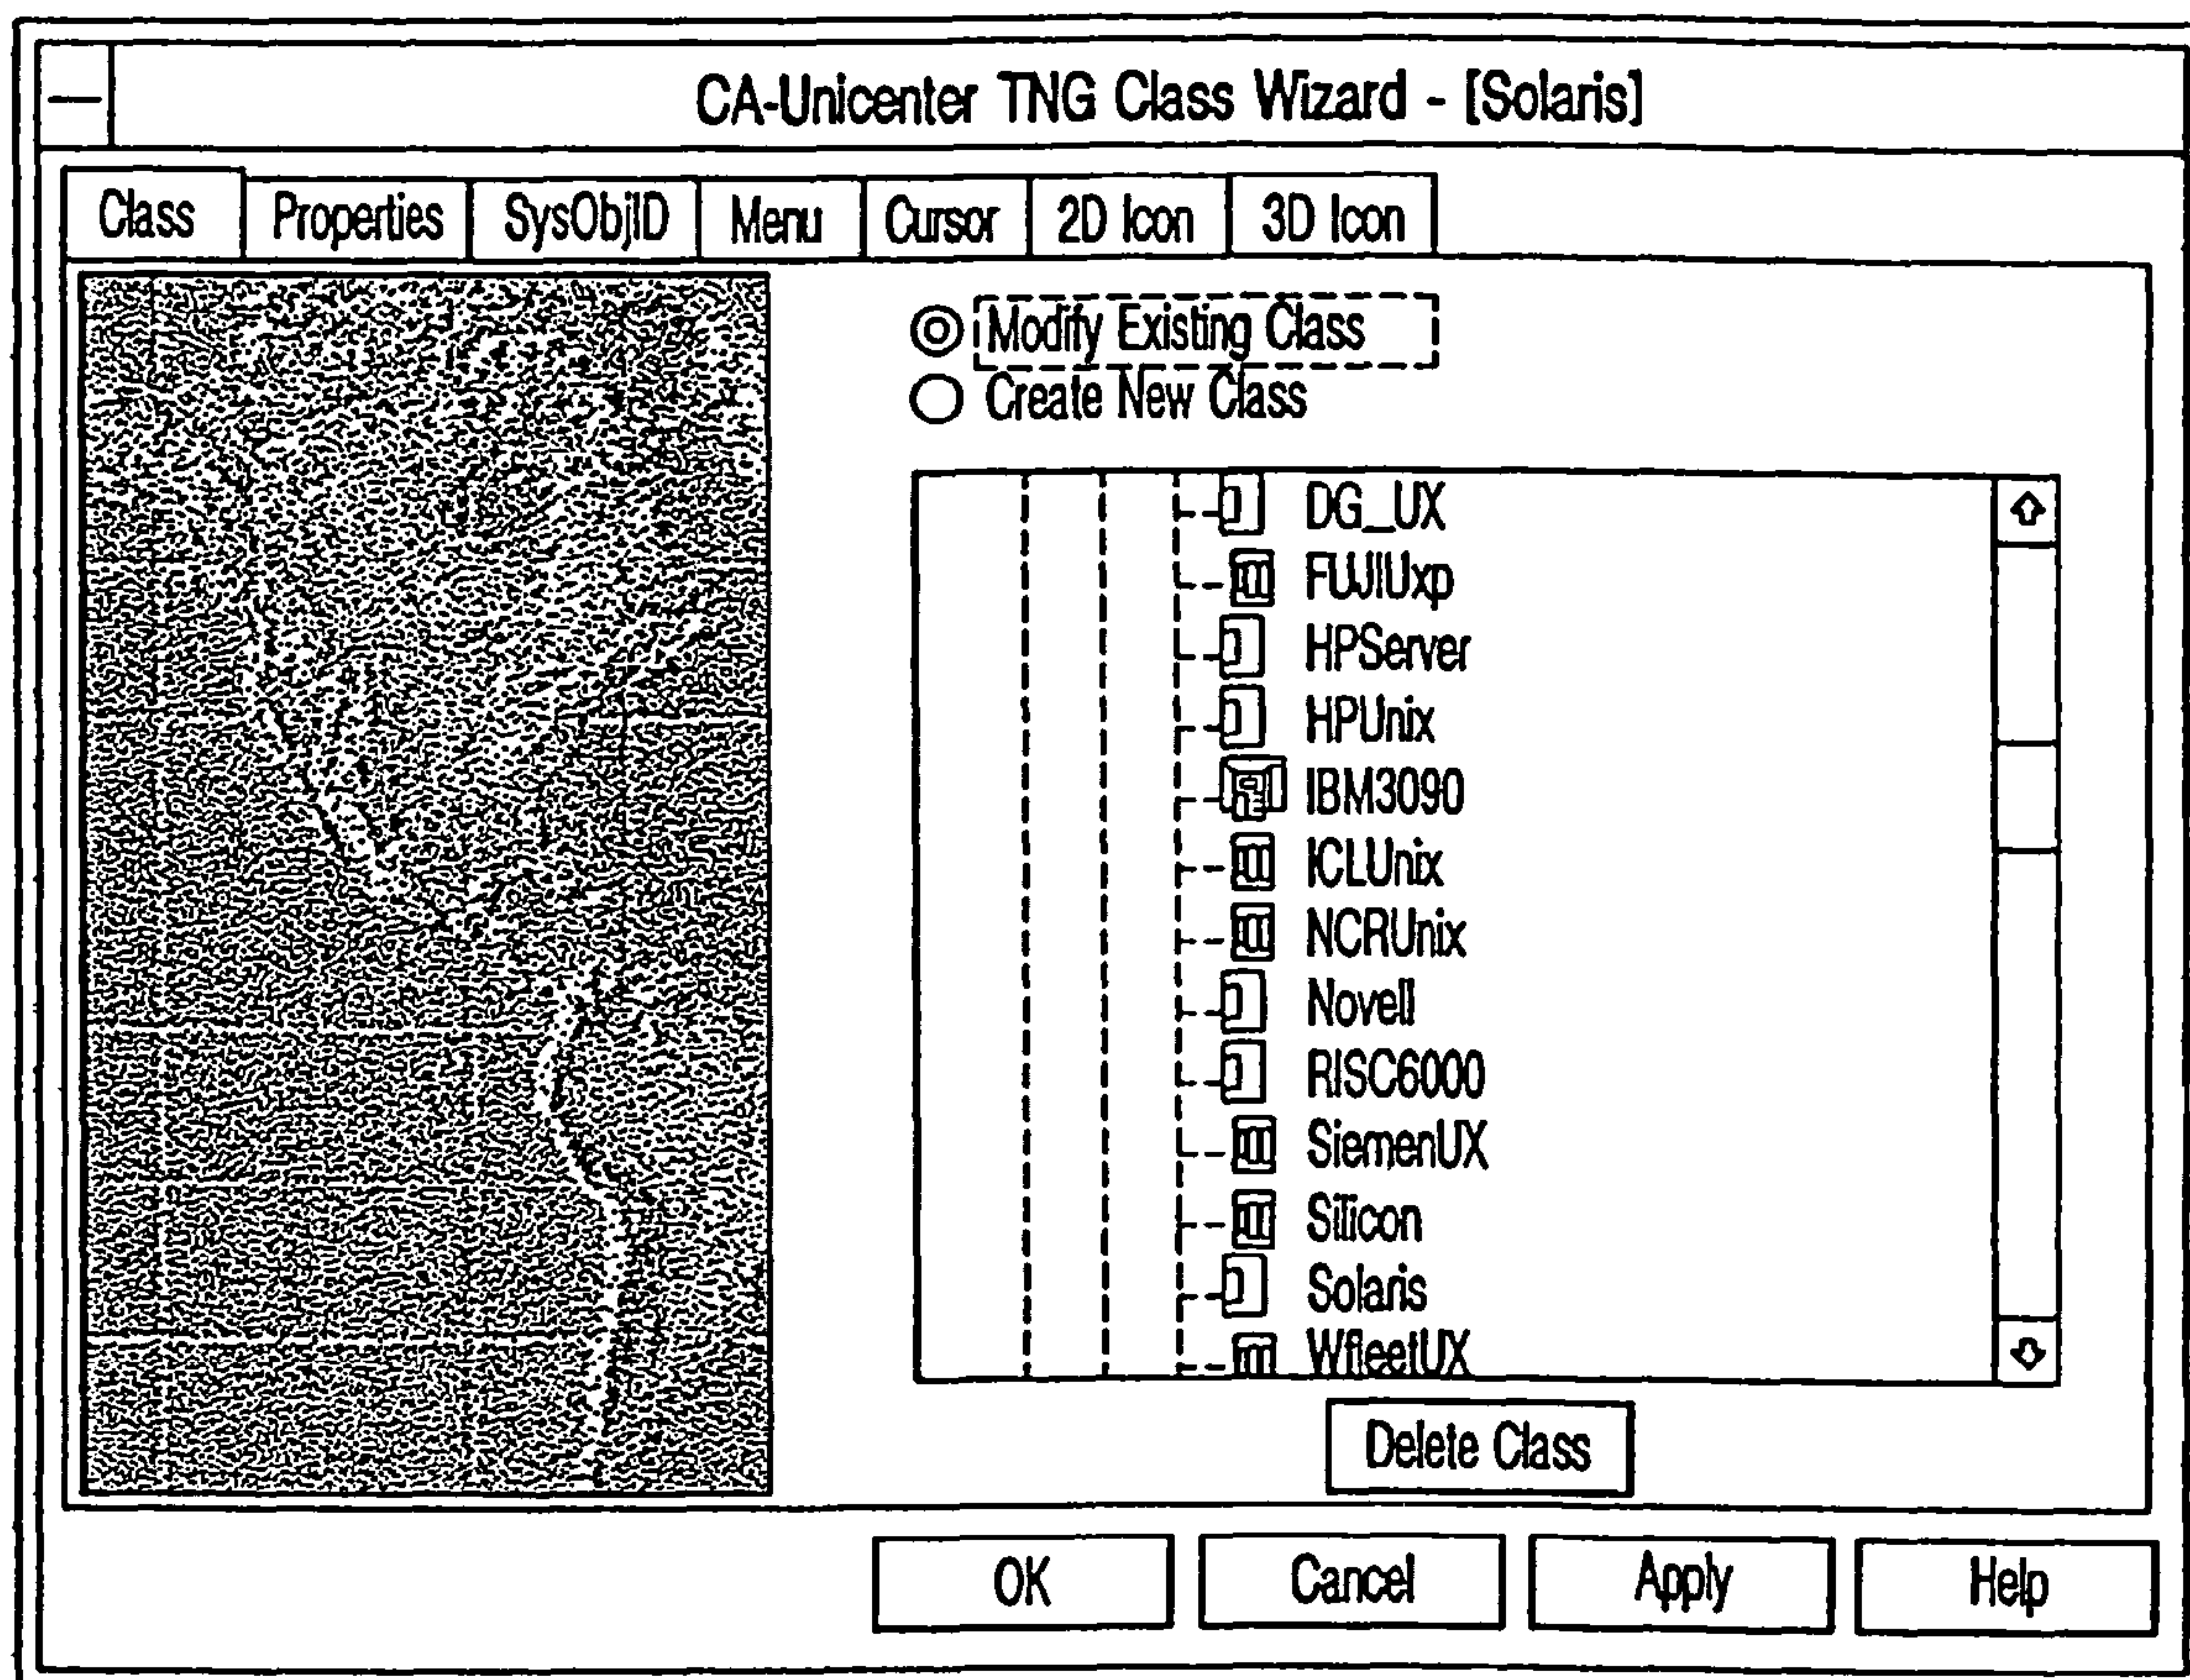 CA-Unicenter TNG Class Wizard - [Solaris]
Class Properties SysObjID Menu Cursor 2D Icon 3D Icon
Modify Existing Class
Create New Class
DG_UX
FUJIUxp
HPServer
HPUnix
IBM3090
ICLUnix
NCRUnix
Novell
RISC6000
SiemenUX
Silicon
Solaris
WfleetUX
Delete Class
OK Cancel Apply Help